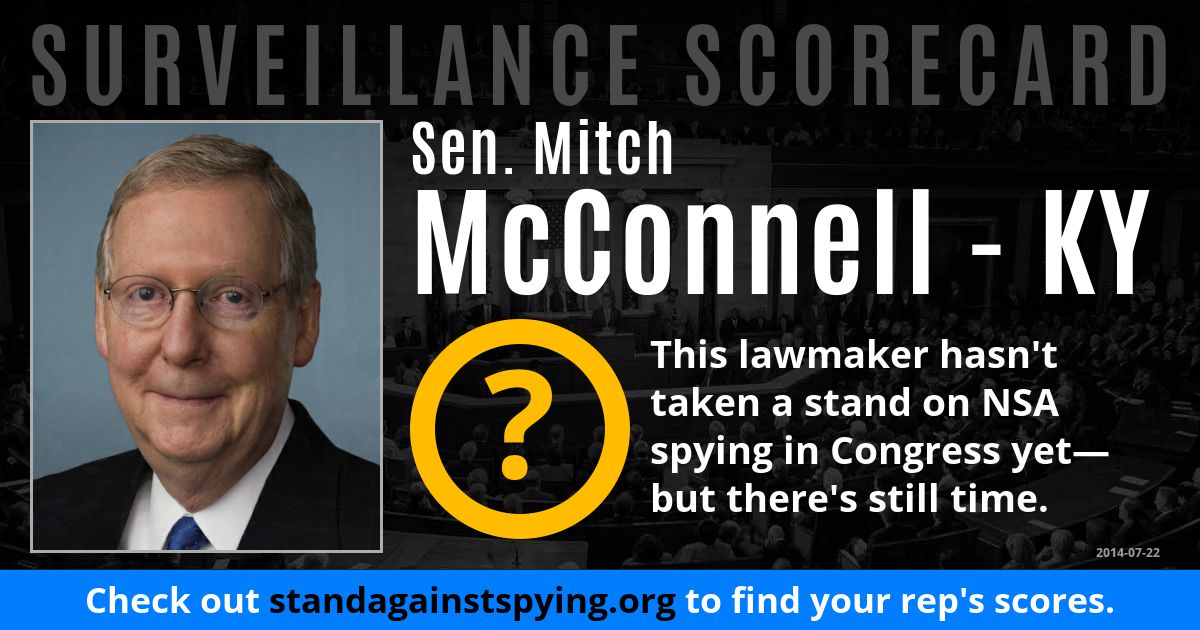 SURVEILLANCE SCORECARD
Sen. Mitch
McConnell - KY
?
This lawmaker hasn't
taken a stand on NSA
spying in Congress yet—
but there's still time.
2014-07-22
Check out standagainstspying.org to find your rep's scores.